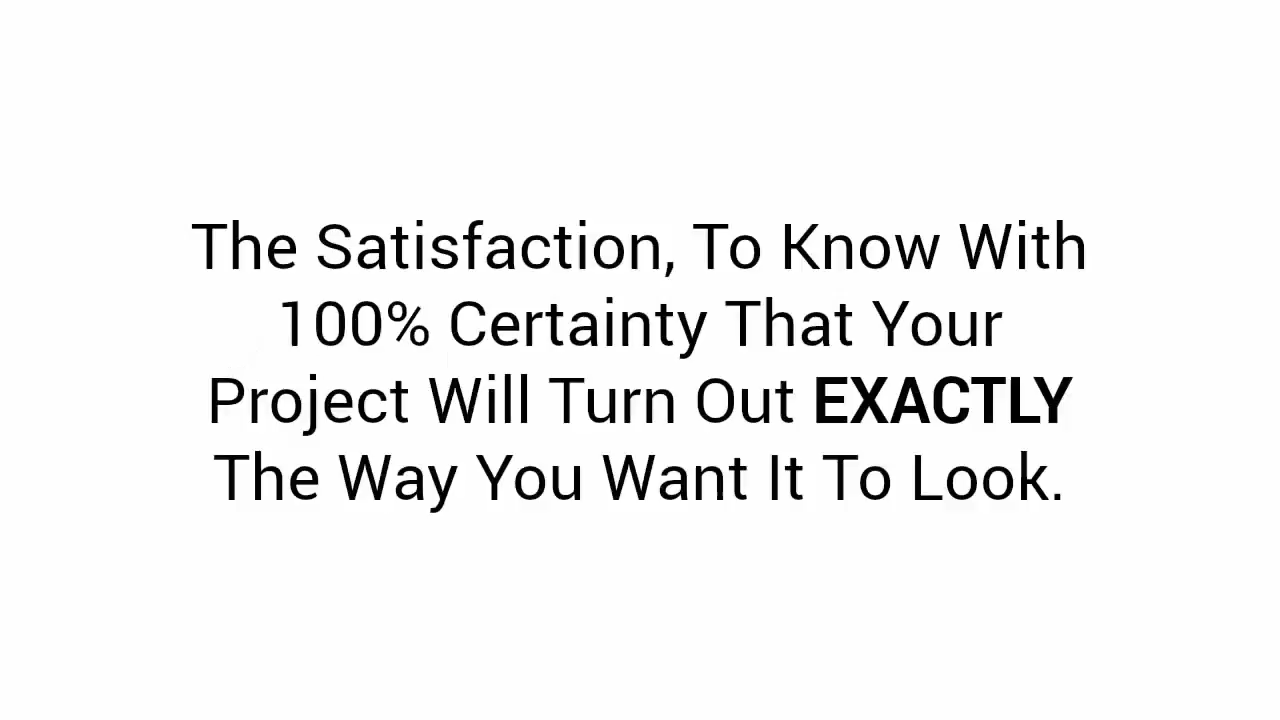 The Satisfaction, To Know With
100% Certainty That Your
Project Will Turn Out EXACTLY
The Way You Want It To Look.